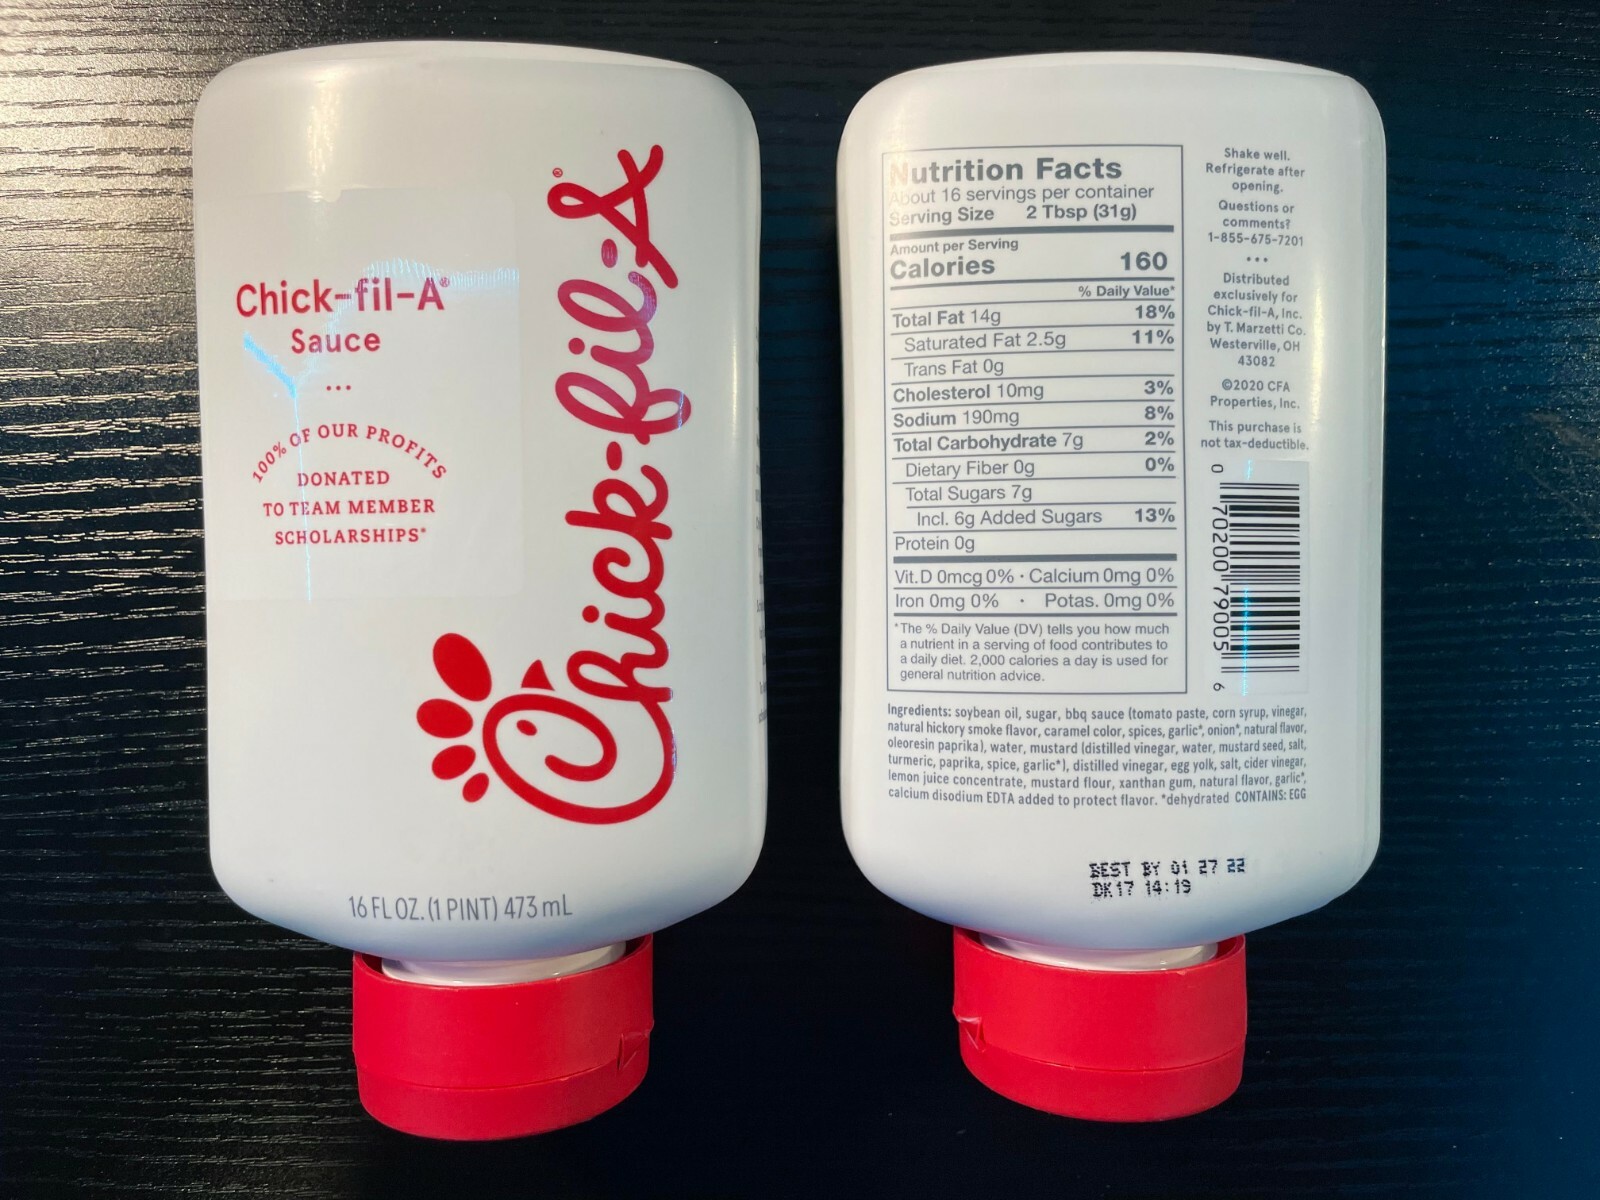 Chick-fil-A®
Sauce
...
100% OF OUR PROFITS
DONATED
TO TEAM MEMBER
SCHOLARSHIPS*
Chick-fil-A®
16 FL OZ. (1 PINT) 473 mL
Nutrition Facts
About 16 servings per container
Serving Size 2 Tbsp (31g)
Amount per Serving
Calories 160
% Daily Value*
Total Fat 14g 18%
Saturated Fat 2.5g 11%
Trans Fat 0g
Cholesterol 10mg 3%
Sodium 190mg 8%
Total Carbohydrate 7g 2%
Dietary Fiber 0g 0%
Total Sugars 7g
Incl. 6g Added Sugars 13%
Protein 0g
Vit. D 0mcg 0% · Calcium 0mg 0%
Iron 0mg 0% · Potas. 0mg 0%
*The % Daily Value (DV) tells you how much
a nutrient in a serving of food contributes to
a daily diet. 2,000 calories a day is used for
general nutrition advice.
Shake well.
Refrigerate after
opening.
Questions or
comments?
1-855-675-7201
...
Distributed
exclusively for
Chick-fil-A, Inc.
by T. Marzetti Co.
Westerville, OH
43082
©2020 CFA
Properties, Inc.
This purchase is
not tax-deductible.
0 70200 79005 6
Ingredients: soybean oil, sugar, bbq sauce (tomato paste, corn syrup, vinegar,
natural hickory smoke flavor, caramel color, spices, garlic*, onion*, natural flavor,
oleoresin paprika), water, mustard (distilled vinegar, water, mustard seed, salt,
turmeric, paprika, spice, garlic*), distilled vinegar, egg yolk, salt, cider vinegar,
lemon juice concentrate, mustard flour, xanthan gum, natural flavor, garlic*,
calcium disodium EDTA added to protect flavor. *dehydrated CONTAINS: EGG
BEST BY 01 27 22
DK17 14:19